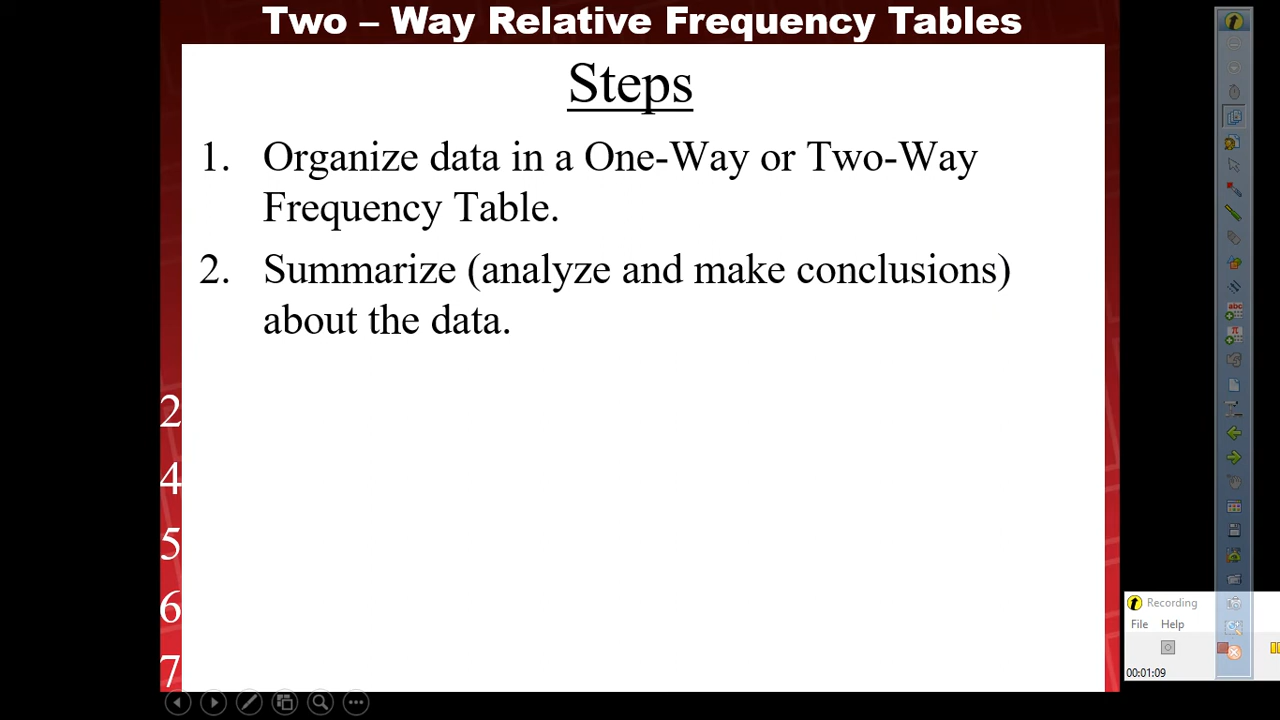 Two – Way Relative Frequency Tables
Steps
1. Organize data in a One-Way or Two-Way
Frequency Table.
2. Summarize (analyze and make conclusions)
about the data.
2
4
5
6
7
abc
π
Recording
File Help
00:01:09